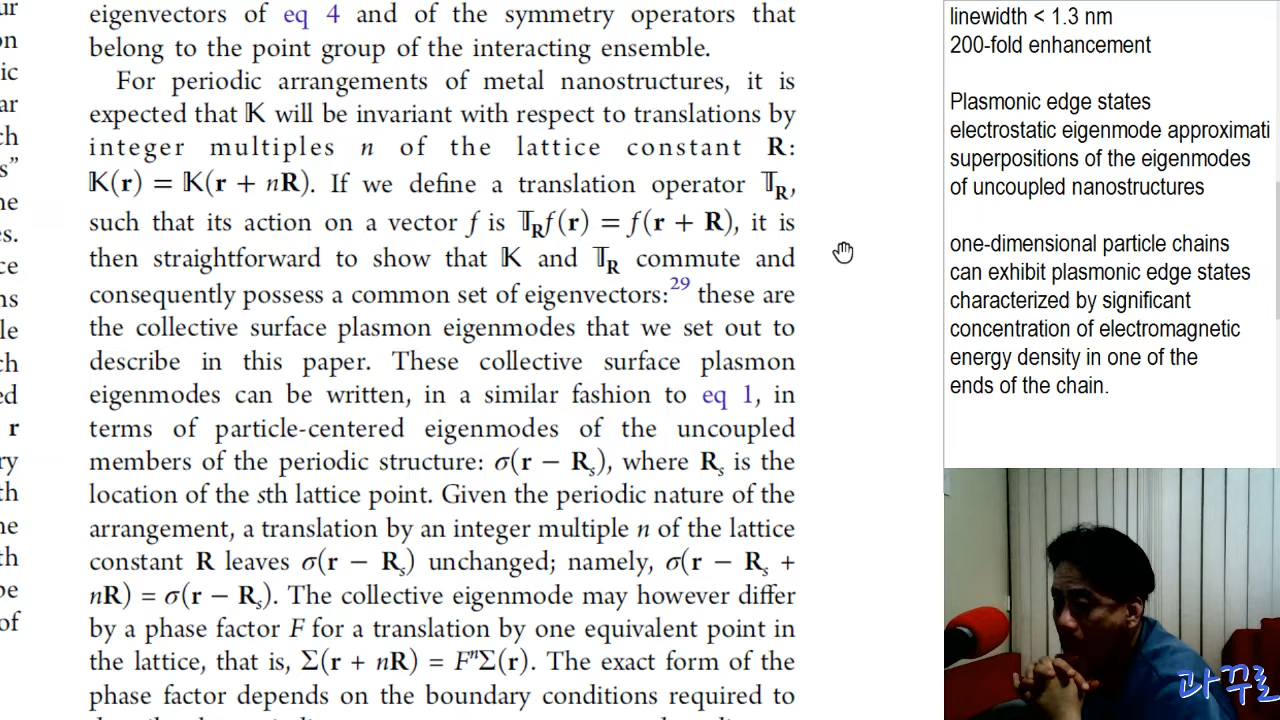 eigenvectors of eq 4 and of the symmetry operators that
belong to the point group of the interacting ensemble.
For periodic arrangements of metal nanostructures, it is
expected that 𝕂 will be invariant with respect to translations by
integer multiples n of the lattice constant R:
𝕂(r) = 𝕂(r + nR). If we define a translation operator 𝕋R,
such that its action on a vector f is 𝕋Rf(r) = f(r + R), it is
then straightforward to show that 𝕂 and 𝕋R commute and
consequently possess a common set of eigenvectors:29 these are
the collective surface plasmon eigenmodes that we set out to
describe in this paper. These collective surface plasmon
eigenmodes can be written, in a similar fashion to eq 1, in
terms of particle-centered eigenmodes of the uncoupled
members of the periodic structure: σ(r − Rs), where Rs is the
location of the sth lattice point. Given the periodic nature of the
arrangement, a translation by an integer multiple n of the lattice
constant R leaves σ(r − Rs) unchanged; namely, σ(r − Rs +
nR) = σ(r − Rs). The collective eigenmode may however differ
by a phase factor F for a translation by one equivalent point in
the lattice, that is, Σ(r + nR) = FnΣ(r). The exact form of the
phase factor depends on the boundary conditions required to
linewidth < 1.3 nm
200-fold enhancement
Plasmonic edge states
electrostatic eigenmode approximati
superpositions of the eigenmodes
of uncoupled nanostructures
one-dimensional particle chains
can exhibit plasmonic edge states
characterized by significant
concentration of electromagnetic
energy density in one of the
ends of the chain.
과꾸로